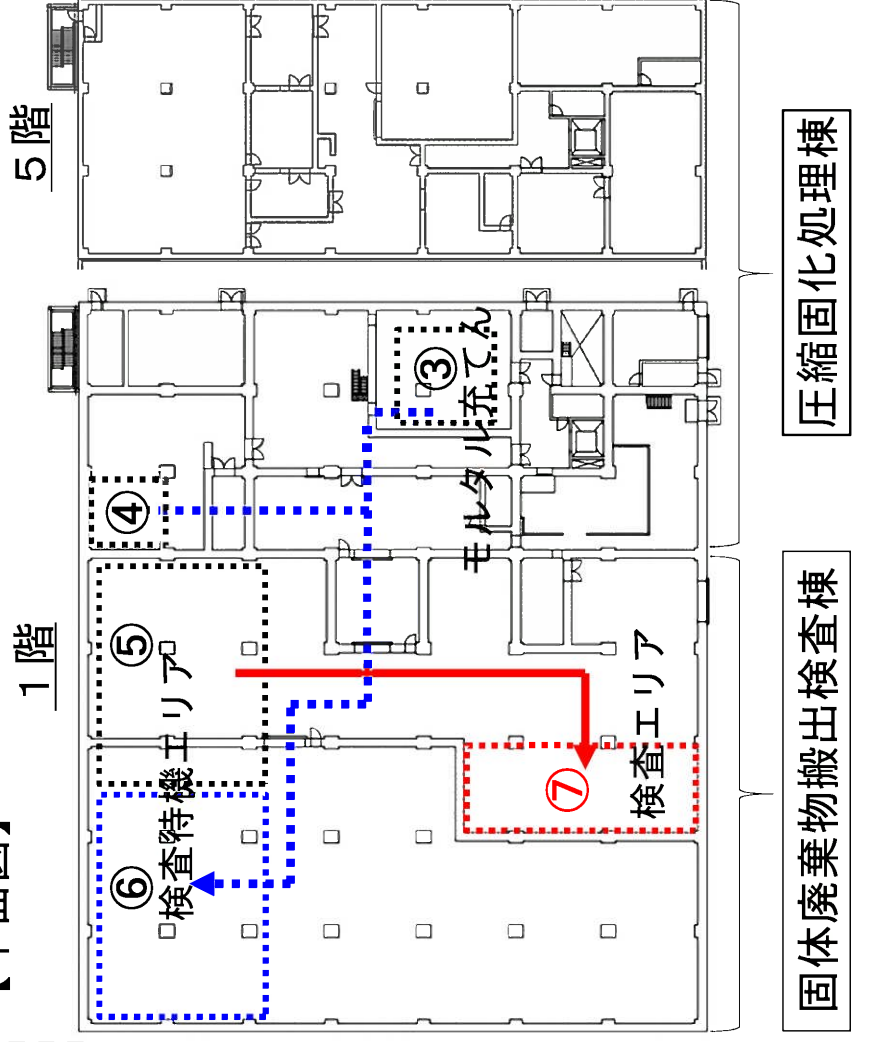 1階
5階
⑥
⑤
④
検査待機エリア
③
モルタル充てん
⑦
検査エリア
固体廃棄物搬出検査棟
圧縮固化処理棟